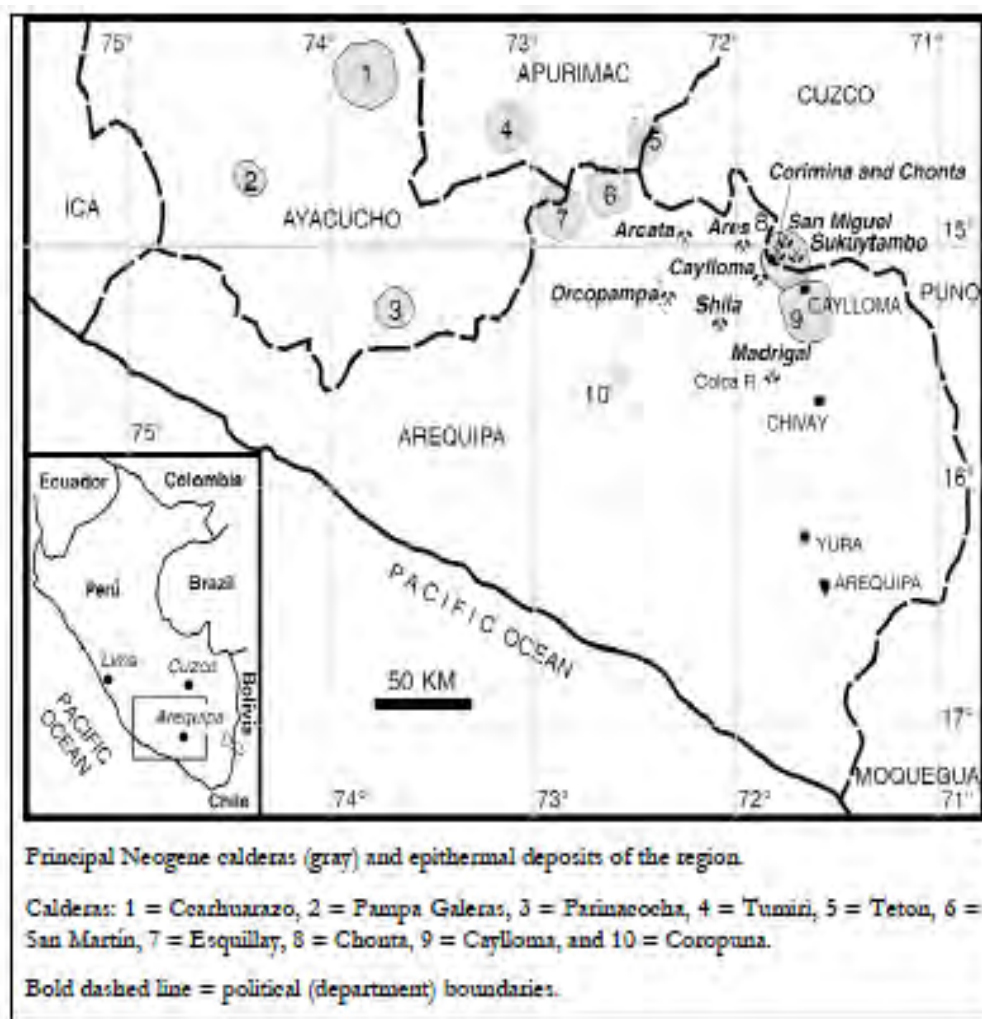 75° 74° 73° 72° 71°
1
APURIMAC
CUZCO
4
5
Corimina and Chonta
2
ICA
AYACUCHO
6
7
8
Arcata
Ares
San Miguel
15°
Sukuytambo
Caylloma
Orcopampa
CAYLLOMA
PUNO
3
Shila
9
Madrigal
Colca R.
10
CHIVAY
75°
AREQUIPA
16°
Ecuador
Colombia
YURA
Perú
Brazil
AREQUIPA
PACIFIC OCEAN
Lima
Cuzco
50 KM
Bolivia
Arequipa
PACIFIC
OCEAN
17°
Chile
MOQUEGUA
74° 73° 72° 71°
Principal Neogene calderas (gray) and epithermal deposits of the region.
Calderas: 1 = Ccarhuarazo, 2 = Pampa Galeras, 3 = Parinacocha, 4 = Tumiri, 5 = Teton, 6 =
San Martín, 7 = Esquillay, 8 = Chonta, 9 = Caylloma, and 10 = Coropuna.
Bold dashed line = political (department) boundaries.